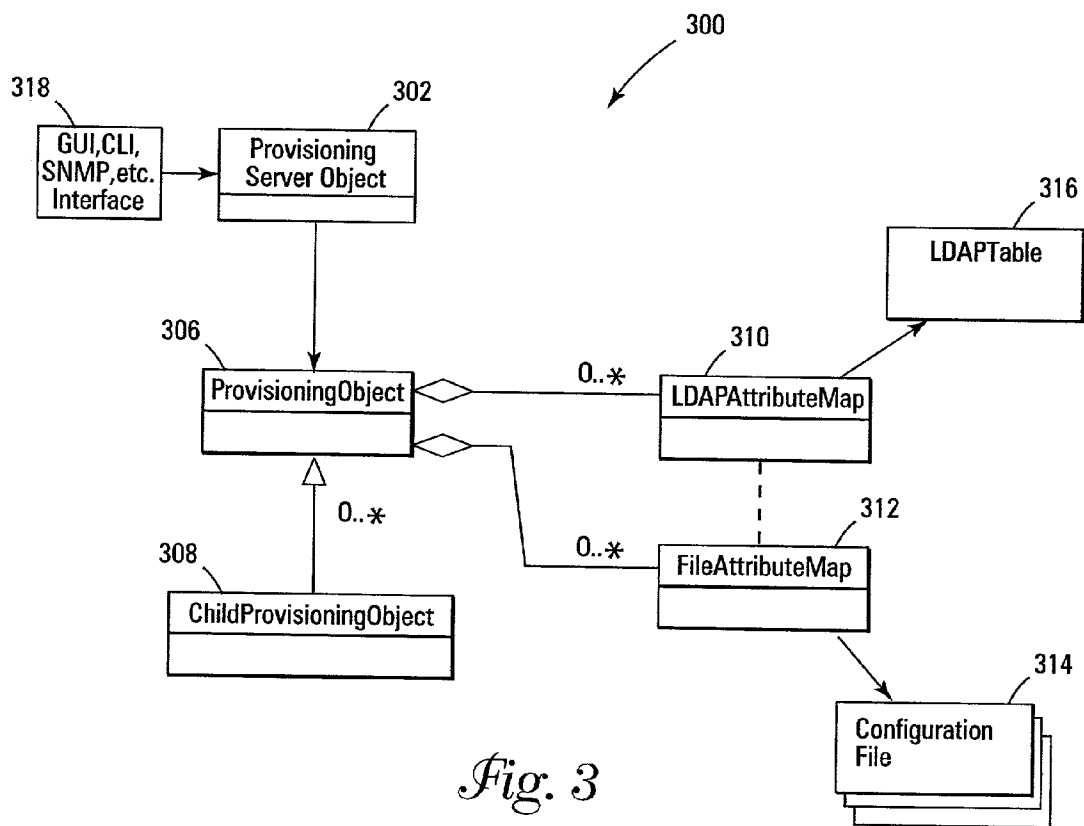 300
318
302
GUI,CLI,
SNMP,etc.
Interface
Provisioning
Server Object
316
LDAPTable
306
310
ProvisioningObject
0..*
LDAPAttributeMap
0..*
312
308
0..*
FileAttributeMap
ChildProvisioningObject
314
Configuration
File
Fig. 3